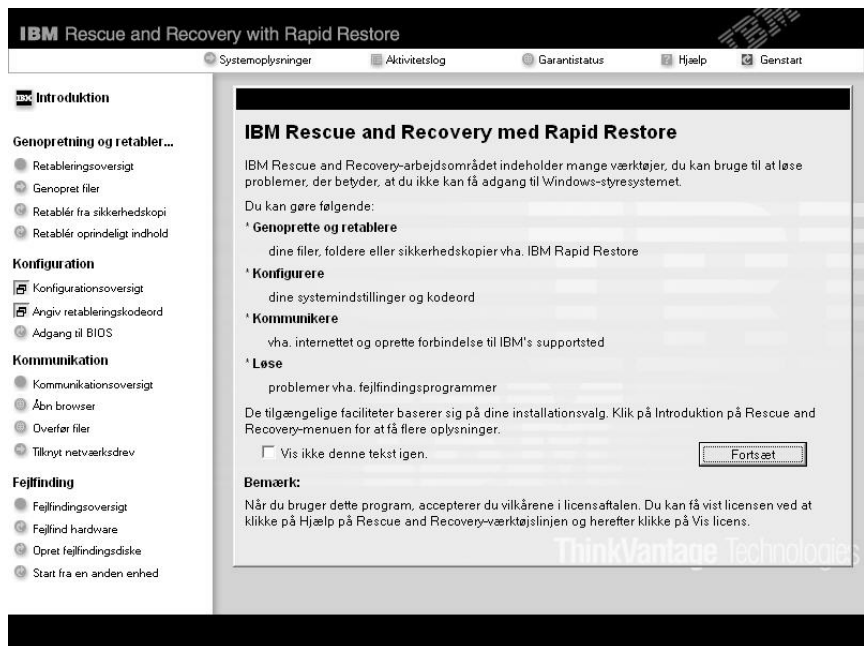 IBM Rescue and Recovery with Rapid Restore
IBM
Systemoplysninger
Aktivitetslog
Garantistatus
Hjælp
Genstart
IBM Introduktion
Genopretning og retabler...
Retableringsoversigt
Genopret filer
Retablér fra sikkerhedskopi
Retablér oprindeligt indhold
Konfiguration
Konfigurationsoversigt
Angiv retableringskodeord
Adgang til BIOS
Kommunikation
Kommunikationsoversigt
Åbn browser
Overfør filer
Tilknyt netværksdrev
Fejlfinding
Fejlfindingsoversigt
Fejlfind hardware
Opret fejlfindingsdiske
Start fra en anden enhed
IBM Rescue and Recovery med Rapid Restore
IBM Rescue and Recovery-arbejdsområdet indeholder mange værktøjer, du kan bruge til at løse
problemer, der betyder, at du ikke kan få adgang til Windows-styresystemet.
Du kan gøre følgende:
* Genoprette og retablere
dine filer, foldere eller sikkerhedskopier vha. IBM Rapid Restore
* Konfigurere
dine systemindstillinger og kodeord
* Kommunikere
vha. internettet og oprette forbindelse til IBM's supportsted
* Løse
problemer vha. fejlfindingsprogrammer
De tilgængelige faciliteter baserer sig på dine installationsvalg. Klik på Introduktion på Rescue and
Recovery-menuen for at få flere oplysninger.
Vis ikke denne tekst igen.
Fortsæt
Bemærk:
Når du bruger dette program, accepterer du vilkårene i licensaftalen. Du kan få vist licensen ved at
klikke på Hjælp på Rescue and Recovery-værktøjslinjen og herefter klikke på Vis licens.
ThinkVantage Technologies